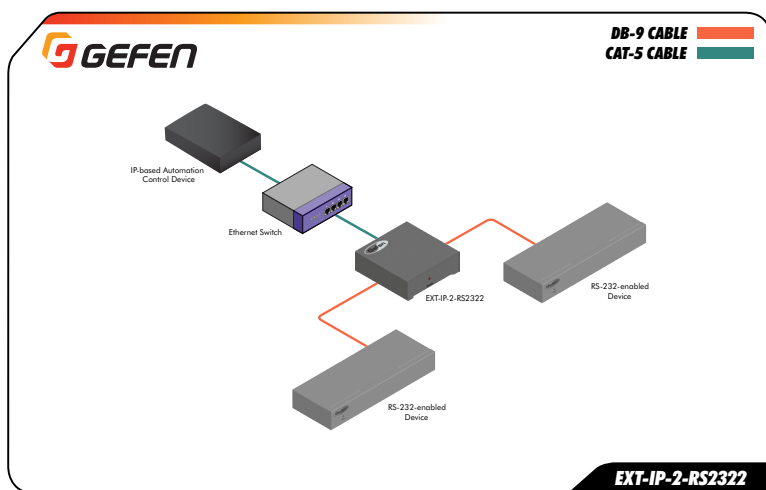 GEFEN
DB-9 CABLE
CAT-5 CABLE
IP-based Automation
Control Device
Ethernet Switch
EXT-IP-2-RS2322
RS-232-enabled
Device
RS-232-enabled
Device
EXT-IP-2-RS2322